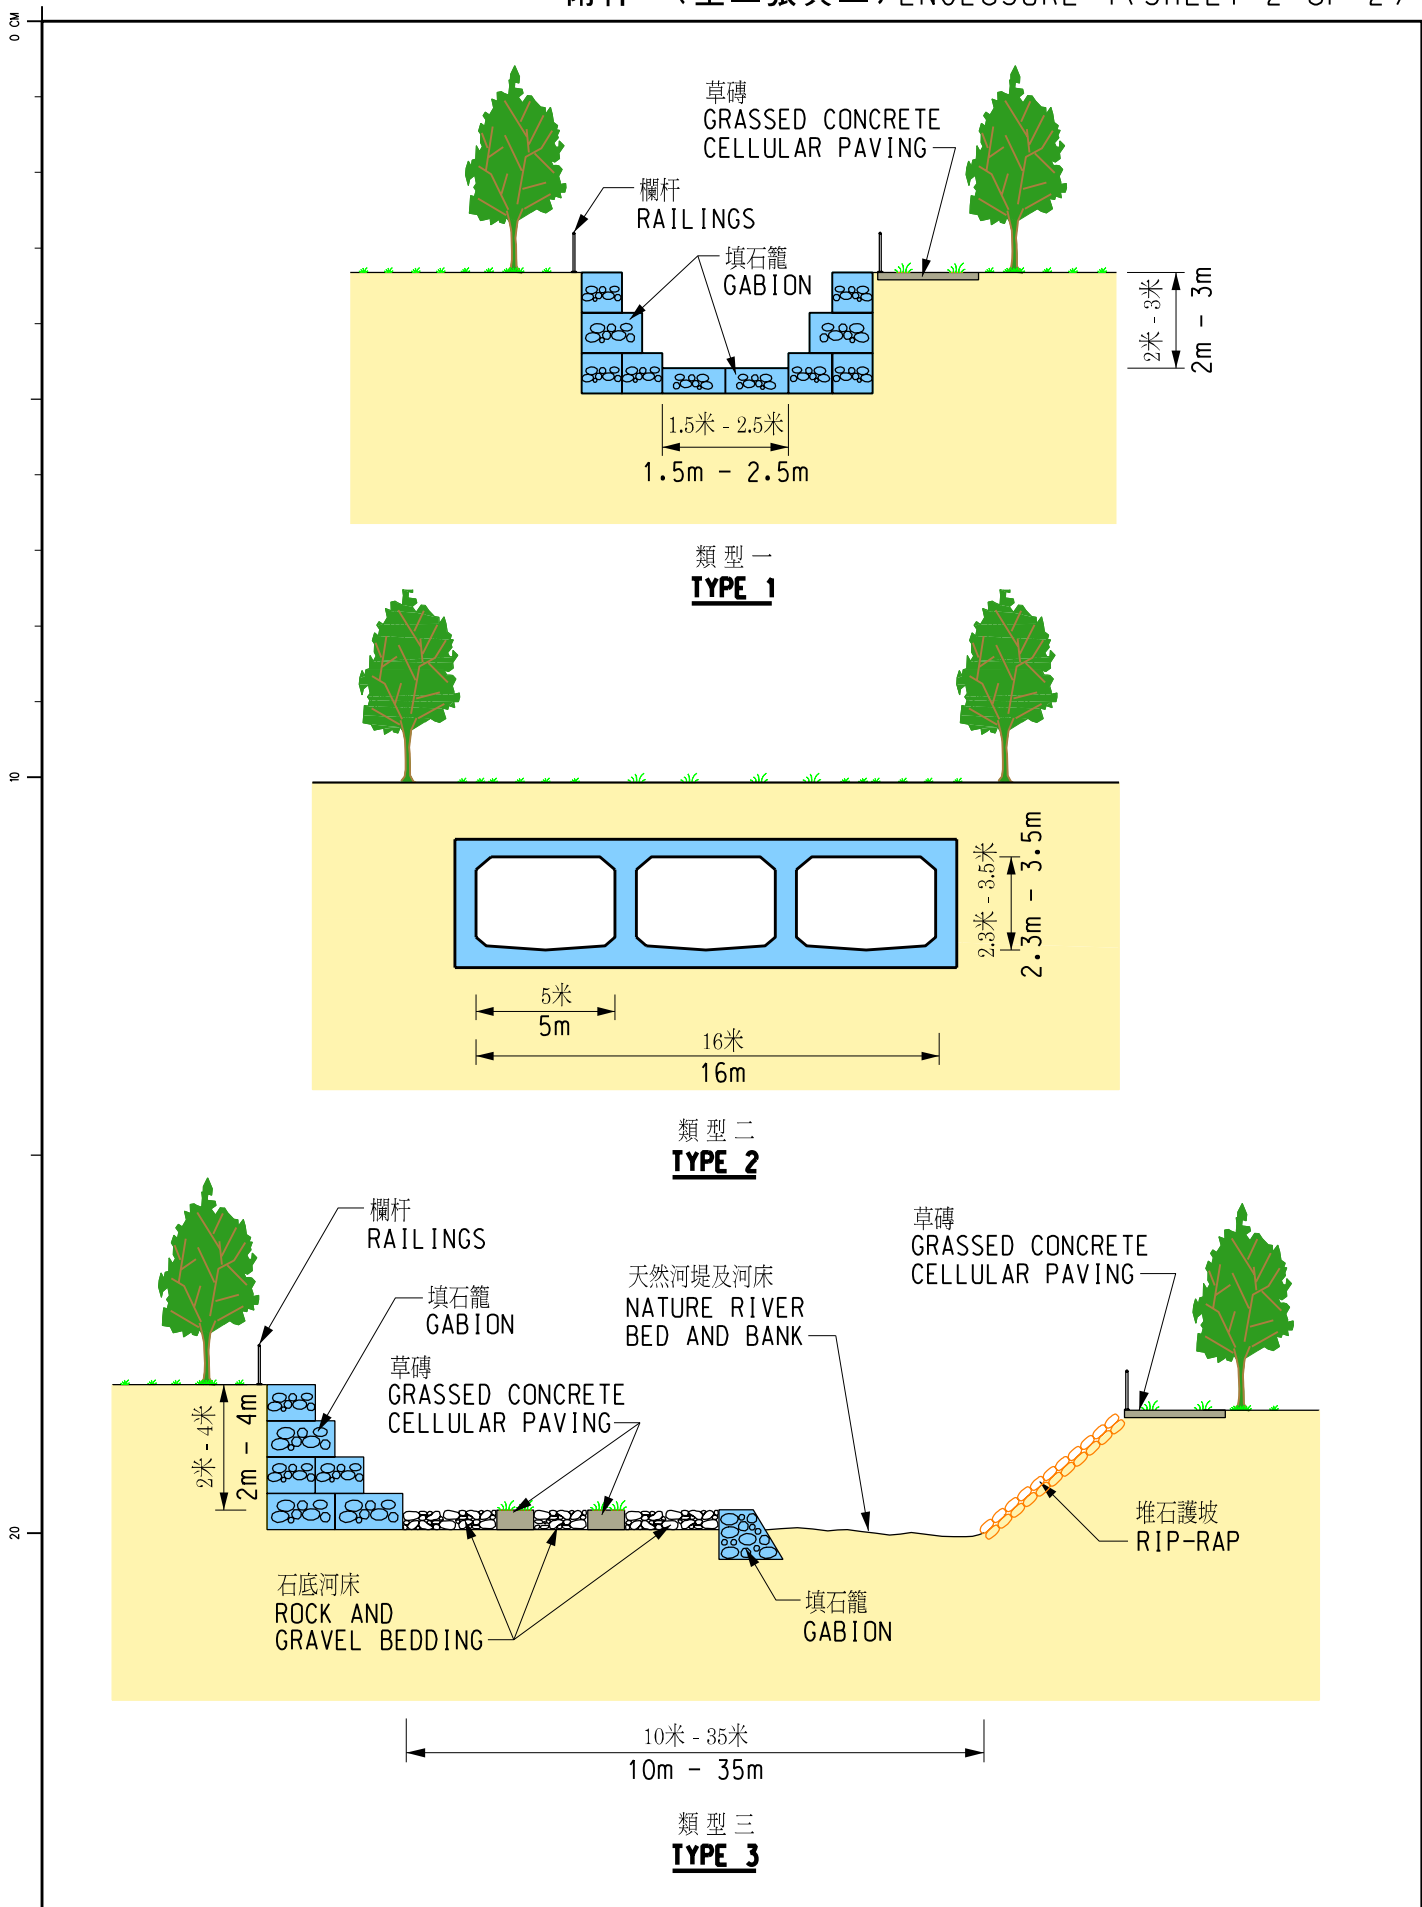 ENCLOSURE
SHEET 2 OF 2
0 CM
草磚
GRASSED CONCRETE
CELLULAR PAVING
欄杆
RAILINGS
填石籠
GABION
2米 - 3米
2m - 3m
1.5米 - 2.5米
1.5m - 2.5m
類型一
TYPE 1
10
2.3米 - 3.5米
2.3m - 3.5m
5米
5m
16米
16m
類型二
TYPE 2
欄杆
RAILINGS
草磚
GRASSED CONCRETE
CELLULAR PAVING
天然河堤及河床
NATURE RIVER
BED AND BANK
填石籠
GABION
草磚
GRASSED CONCRETE
CELLULAR PAVING
2米 - 4米
2m - 4m
20
堆石護坡
RIP-RAP
石底河床
ROCK AND
GRAVEL BEDDING
填石籠
GABION
10米 - 35米
10m - 35m
類型三
TYPE 3